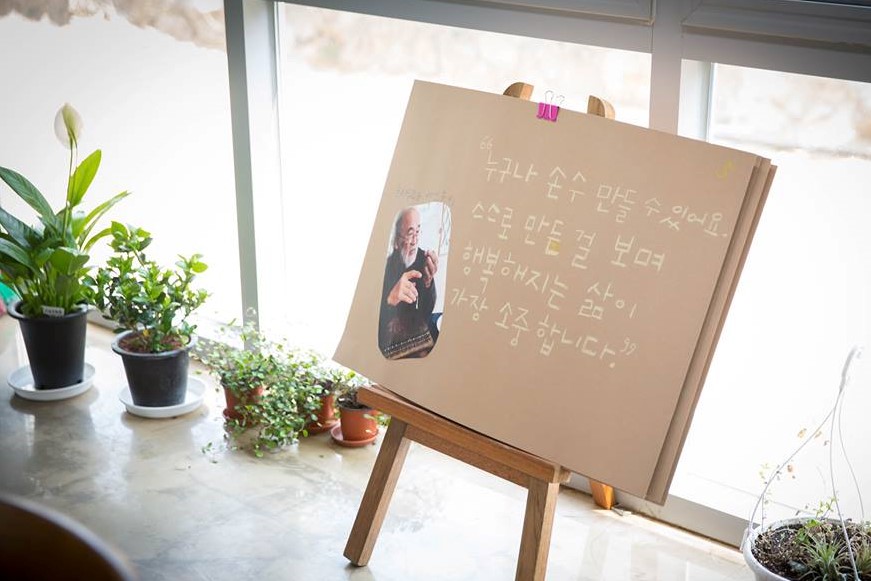 “누구나 손수 만들 수 있어요.
스스로 만든 걸 보며
행복해지는 삶이
가장 소중합니다.”